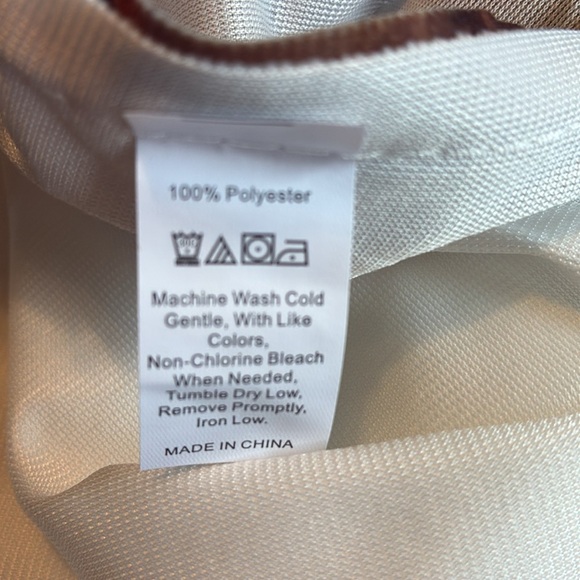 100% Polyester
Machine Wash Cold
Gentle, With Like
Colors,
Non-Chlorine Bleach
When Needed,
Tumble Dry Low,
Remove Promptly,
Iron Low.
MADE IN CHINA